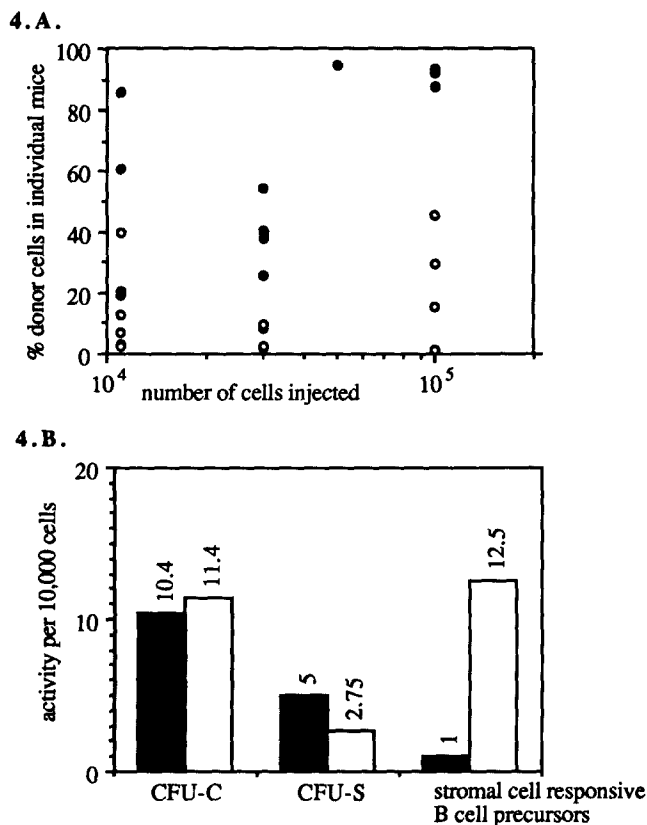 4.A.
% donor cells in individual mice
100
80
60
40
20
0
10^4
number of cells injected
10^5
4.B.
activity per 10,000 cells
20
10
0
10.4
11.4
5
2.75
1
12.5
CFU-C
CFU-S
stromal cell responsive
B cell precursors